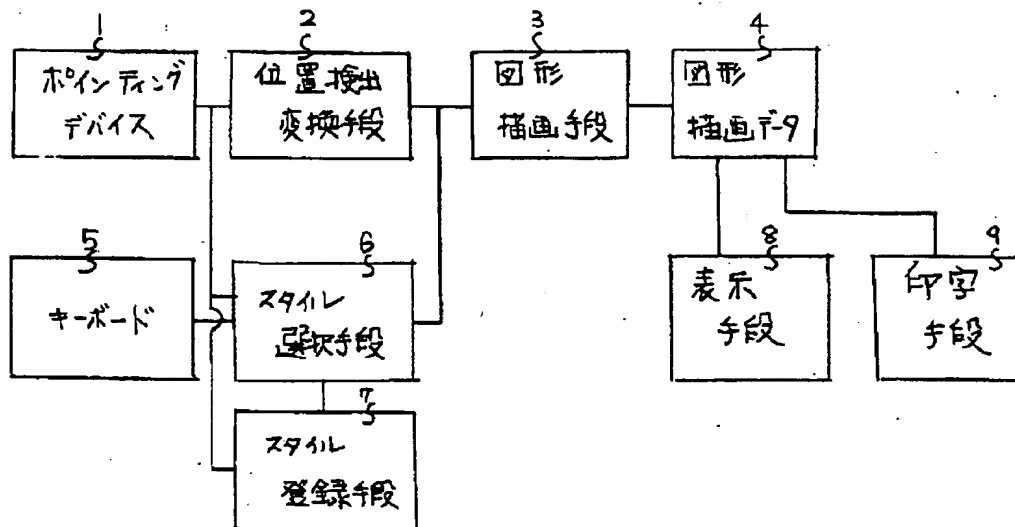 1
ポインティング
デバイス
2
位置検出
変換手段
3
図形
描画手段
4
図形
描画データ
5
キーボード
6
スタイル
選択手段
7
スタイル
登録手段
8
表示
手段
9
印字
手段